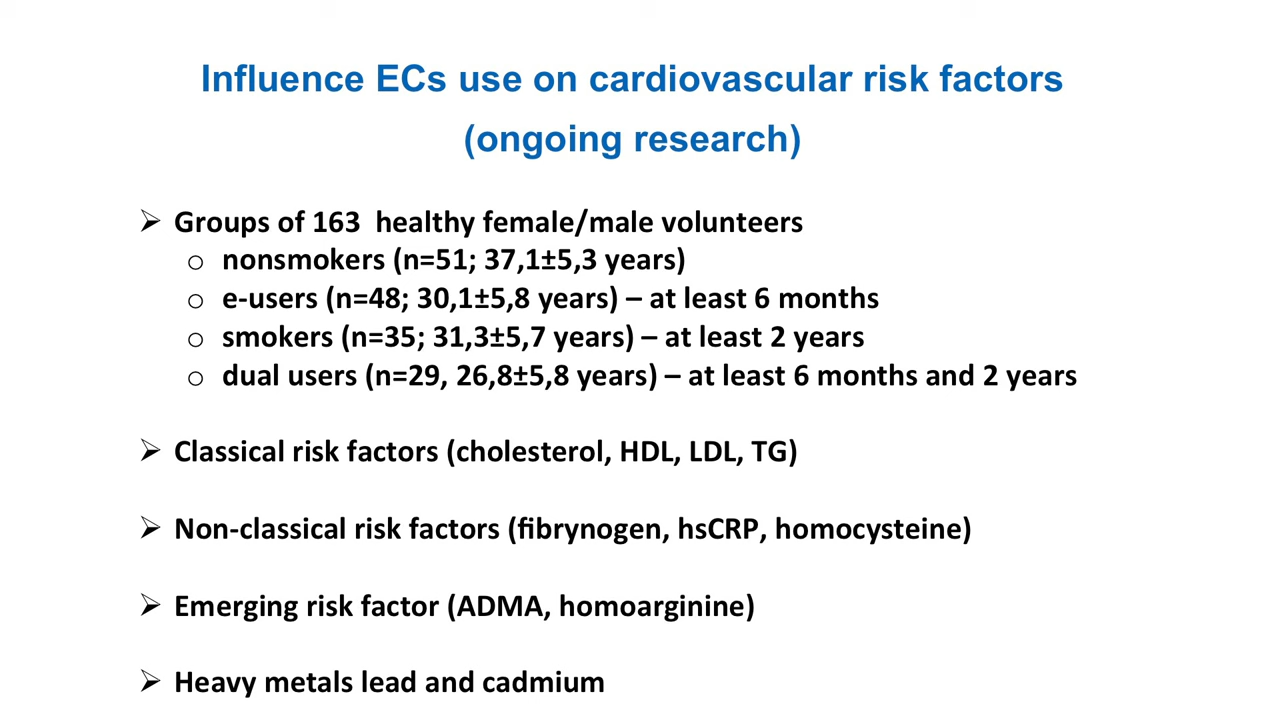 Influence ECs use on cardiovascular risk factors
(ongoing research)
➢ Groups of 163 healthy female/male volunteers
o nonsmokers (n=51; 37,1±5,3 years)
o e-users (n=48; 30,1±5,8 years) – at least 6 months
o smokers (n=35; 31,3±5,7 years) – at least 2 years
o dual users (n=29, 26,8±5,8 years) – at least 6 months and 2 years
➢ Classical risk factors (cholesterol, HDL, LDL, TG)
➢ Non-classical risk factors (fibrynogen, hsCRP, homocysteine)
➢ Emerging risk factor (ADMA, homoarginine)
➢ Heavy metals lead and cadmium